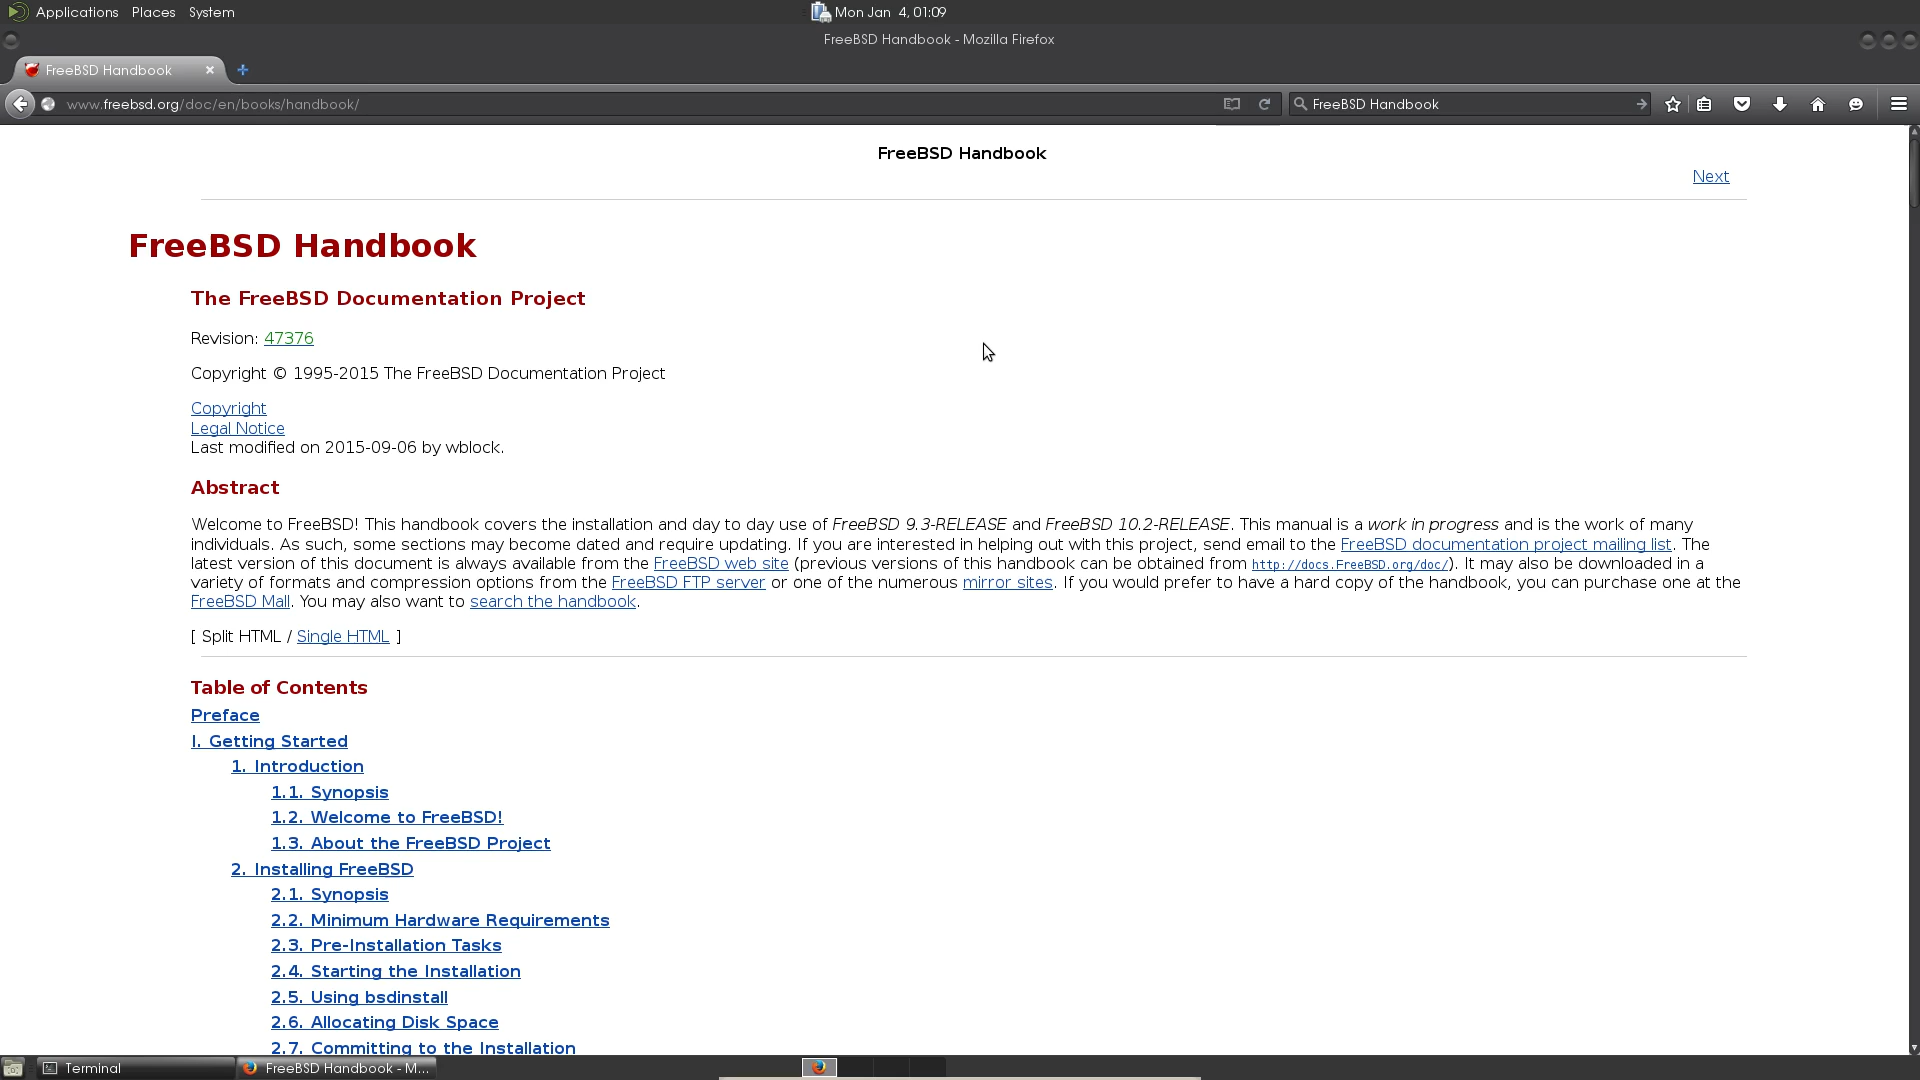 Applications Places System Mon Jan 4, 01:09
FreeBSD Handbook - Mozilla Firefox
FreeBSD Handbook
www.freebsd.org/doc/en/books/handbook/ FreeBSD Handbook
FreeBSD Handbook
Next
FreeBSD Handbook
The FreeBSD Documentation Project
Revision: 47376
Copyright © 1995-2015 The FreeBSD Documentation Project
Copyright
Legal Notice
Last modified on 2015-09-06 by wblock.
Abstract
Welcome to FreeBSD! This handbook covers the installation and day to day use of FreeBSD 9.3-RELEASE and FreeBSD 10.2-RELEASE. This manual is a work in progress and is the work of many
individuals. As such, some sections may become dated and require updating. If you are interested in helping out with this project, send email to the FreeBSD documentation project mailing list. The
latest version of this document is always available from the FreeBSD web site (previous versions of this handbook can be obtained from http://docs.FreeBSD.org/doc/). It may also be downloaded in a
variety of formats and compression options from the FreeBSD FTP server or one of the numerous mirror sites. If you would prefer to have a hard copy of the handbook, you can purchase one at the
FreeBSD Mall. You may also want to search the handbook.
[ Split HTML / Single HTML ]
Table of Contents
Preface
I. Getting Started
1. Introduction
1.1. Synopsis
1.2. Welcome to FreeBSD!
1.3. About the FreeBSD Project
2. Installing FreeBSD
2.1. Synopsis
2.2. Minimum Hardware Requirements
2.3. Pre-Installation Tasks
2.4. Starting the Installation
2.5. Using bsdinstall
2.6. Allocating Disk Space
2.7. Committing to the Installation
Terminal FreeBSD Handbook - M...